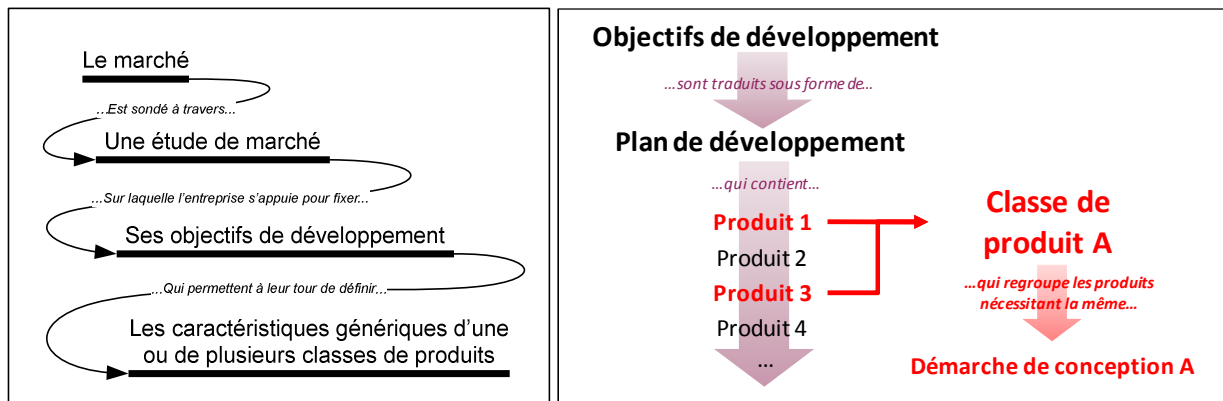 Le marché
...Est sondé à travers...
Une étude de marché
...Sur laquelle l'entreprise s'appuie pour fixer...
Ses objectifs de développement
...Qui permettent à leur tour de définir...
Les caractéristiques génériques d'une
ou de plusieurs classes de produits
Objectifs de développement
...sont traduits sous forme de...
Plan de développement
...qui contient...
Produit 1
Produit 2
Produit 3
Produit 4
...
Classe de
produit A
...qui regroupe les produits
nécessitant la même...
Démarche de conception A